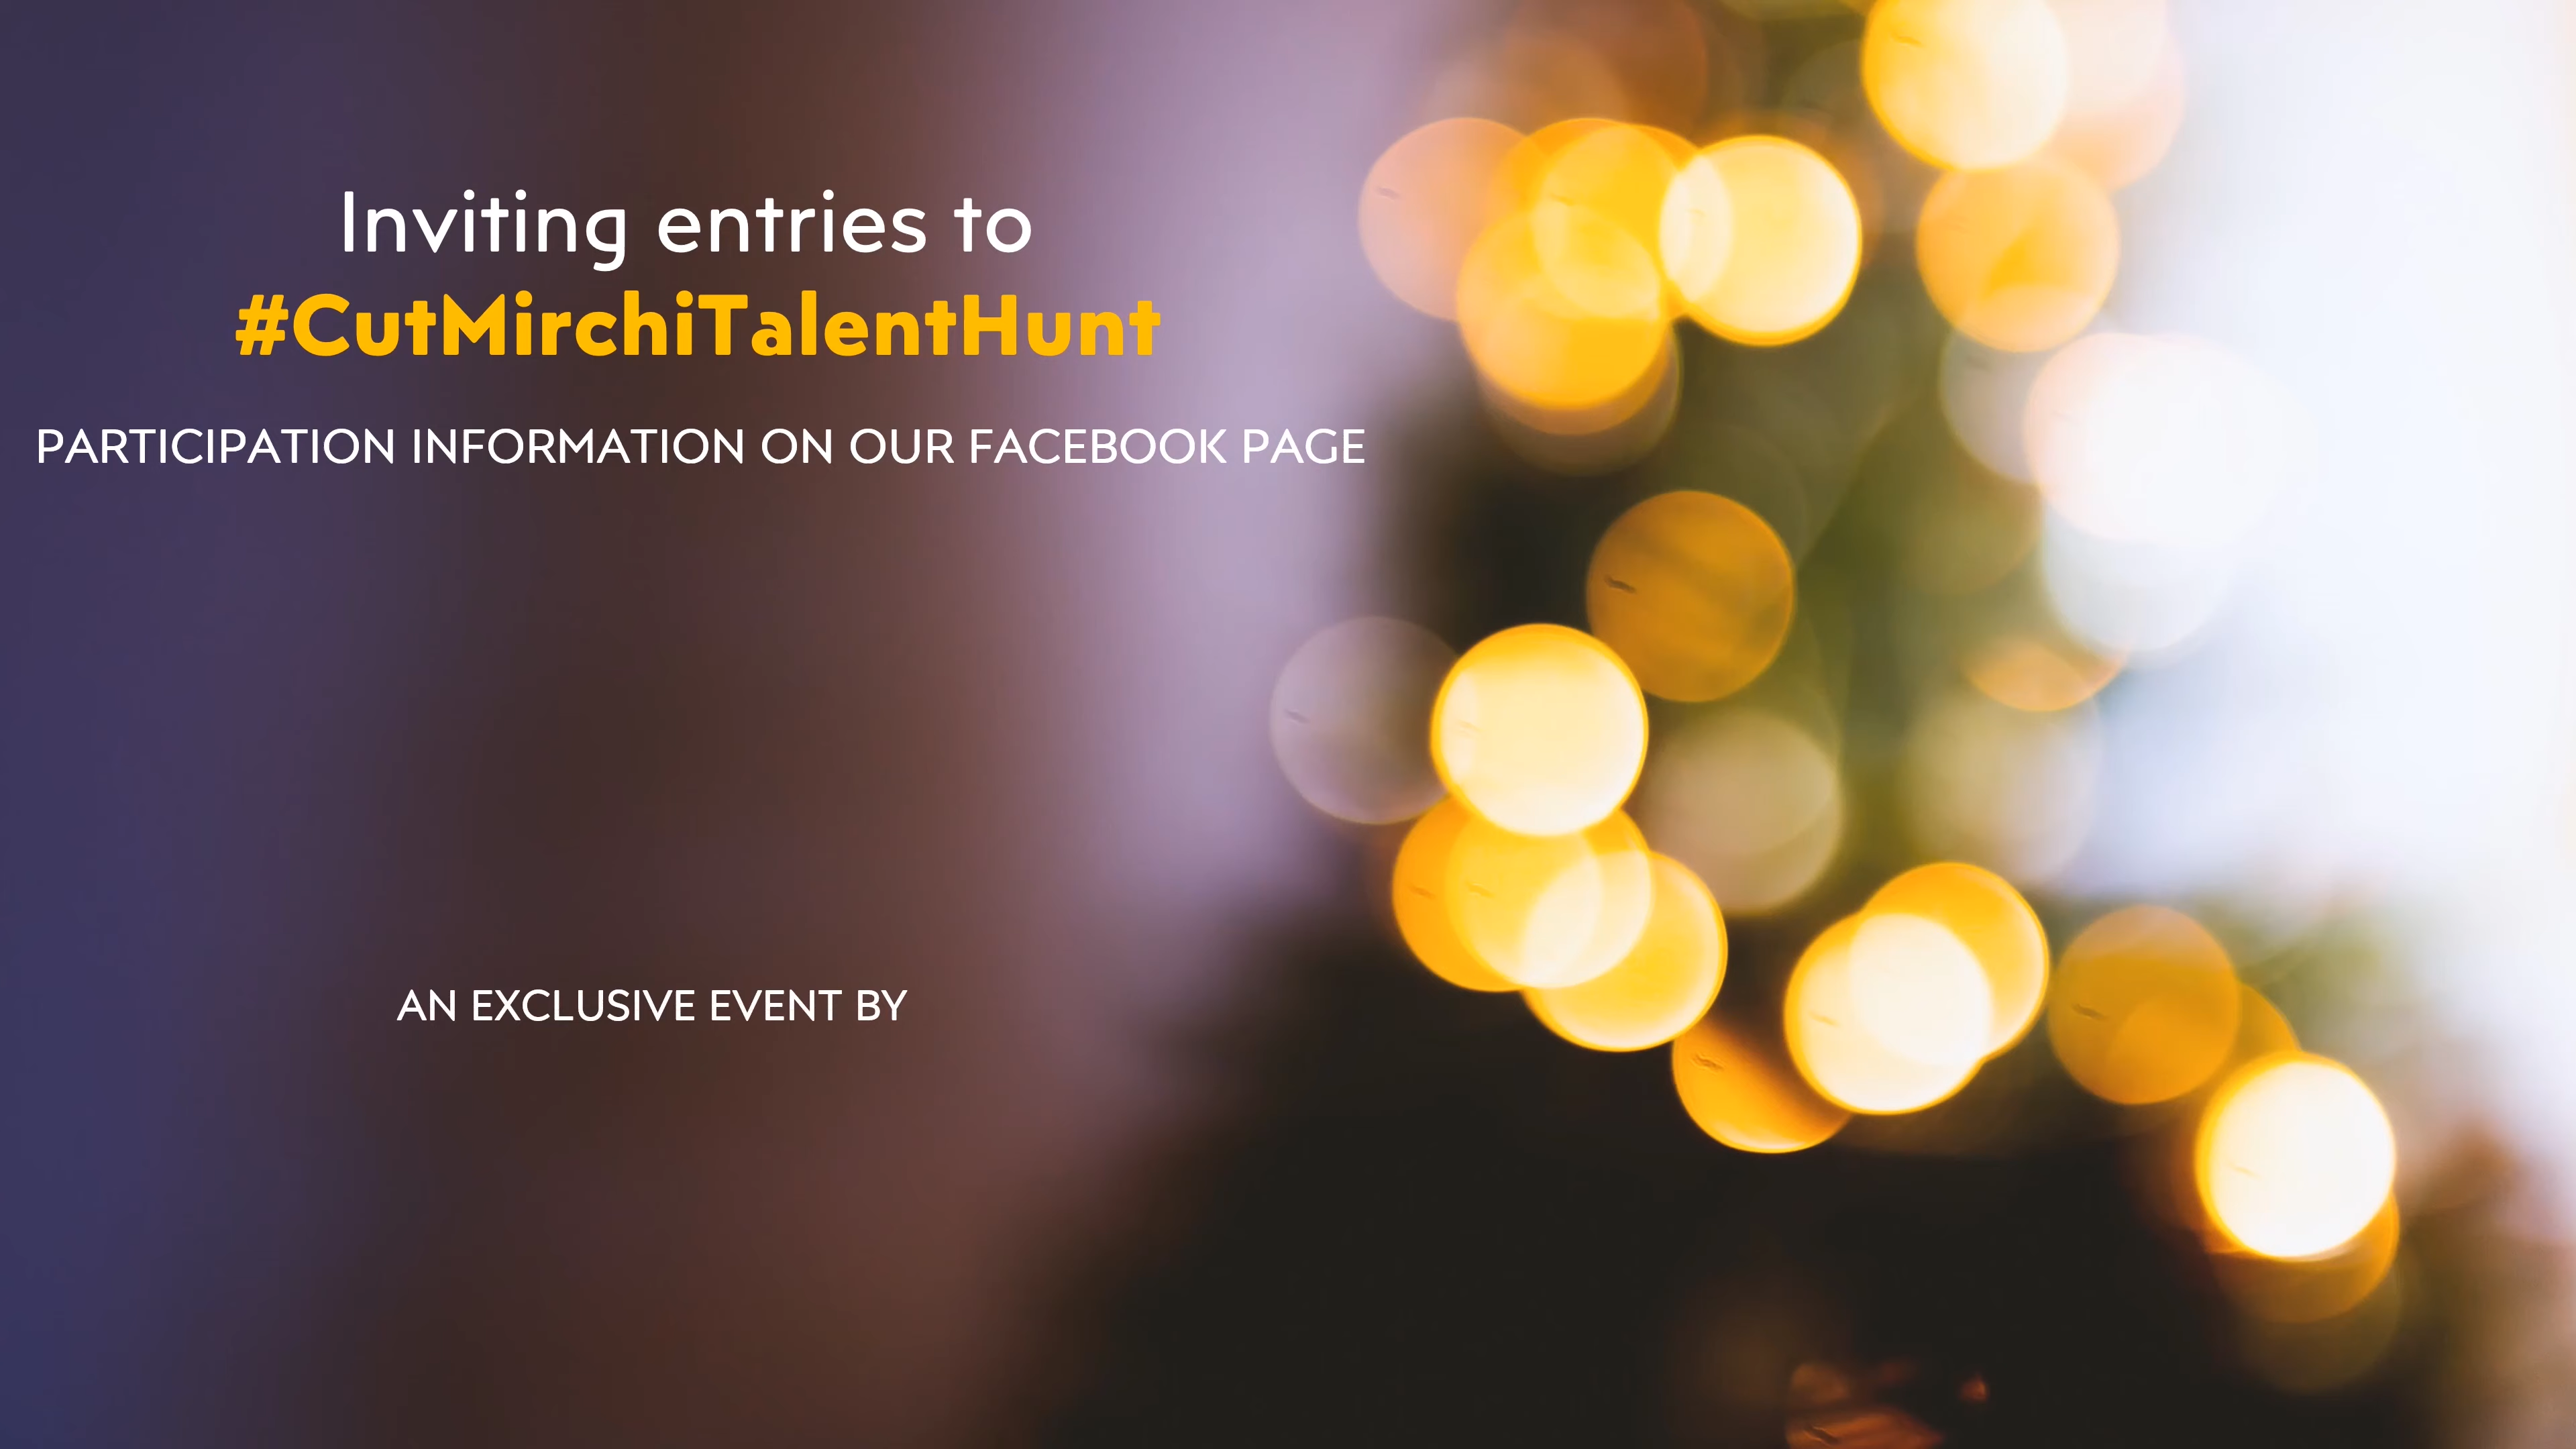 Inviting entries to
#CutMirchiTalentHunt
PARTICIPATION INFORMATION ON OUR FACEBOOK PAGE
AN EXCLUSIVE EVENT BY